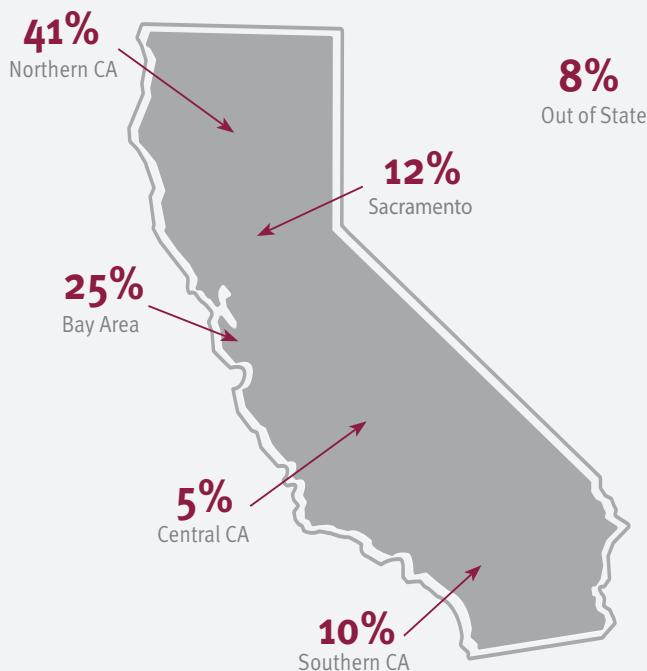 41%
Northern CA
8%
Out of State
12%
Sacramento
25%
Bay Area
5%
Central CA
10%
Southern CA